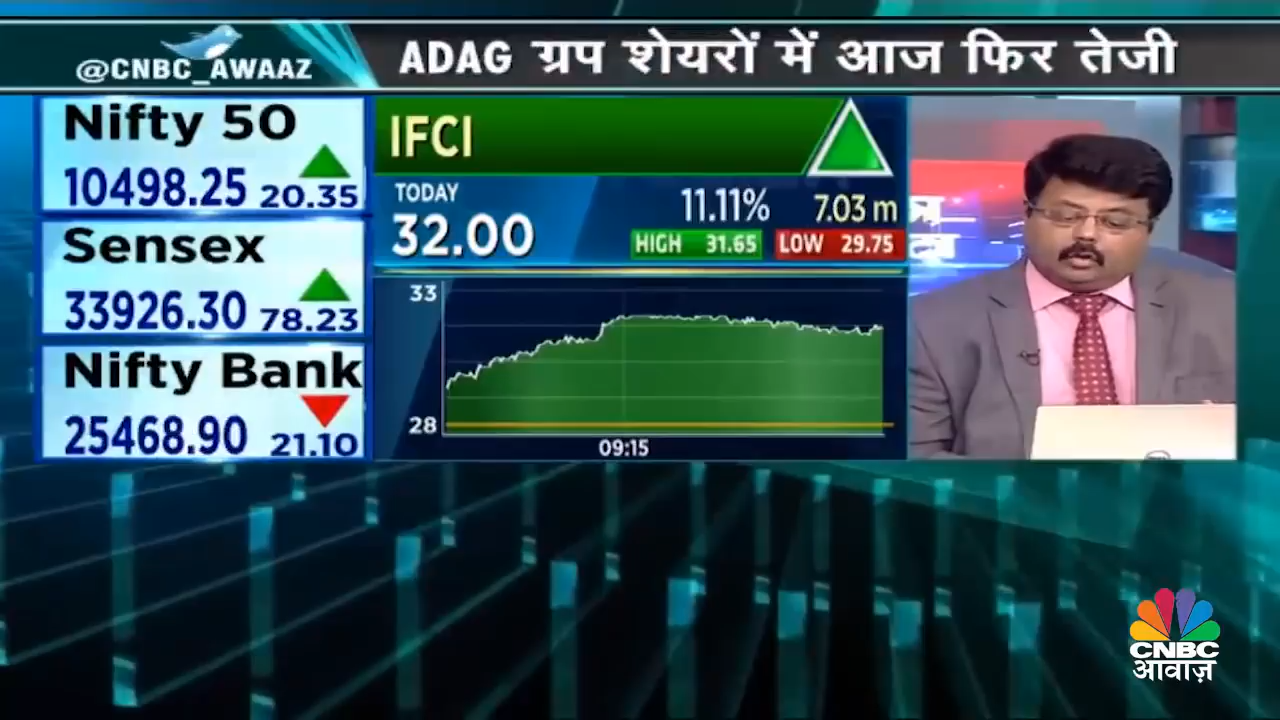 @CNBC_AWAAZ
ADAG ग्रप शेयरों में आज फिर तेजी
Nifty 50
10498.25 20.35
Sensex
33926.30 78.23
Nifty Bank
25468.90 21.10
IFCI
TODAY
32.00
11.11% 7.03 m
HIGH 31.65 LOW 29.75
33
28
09:15
CNBC
आवाज़